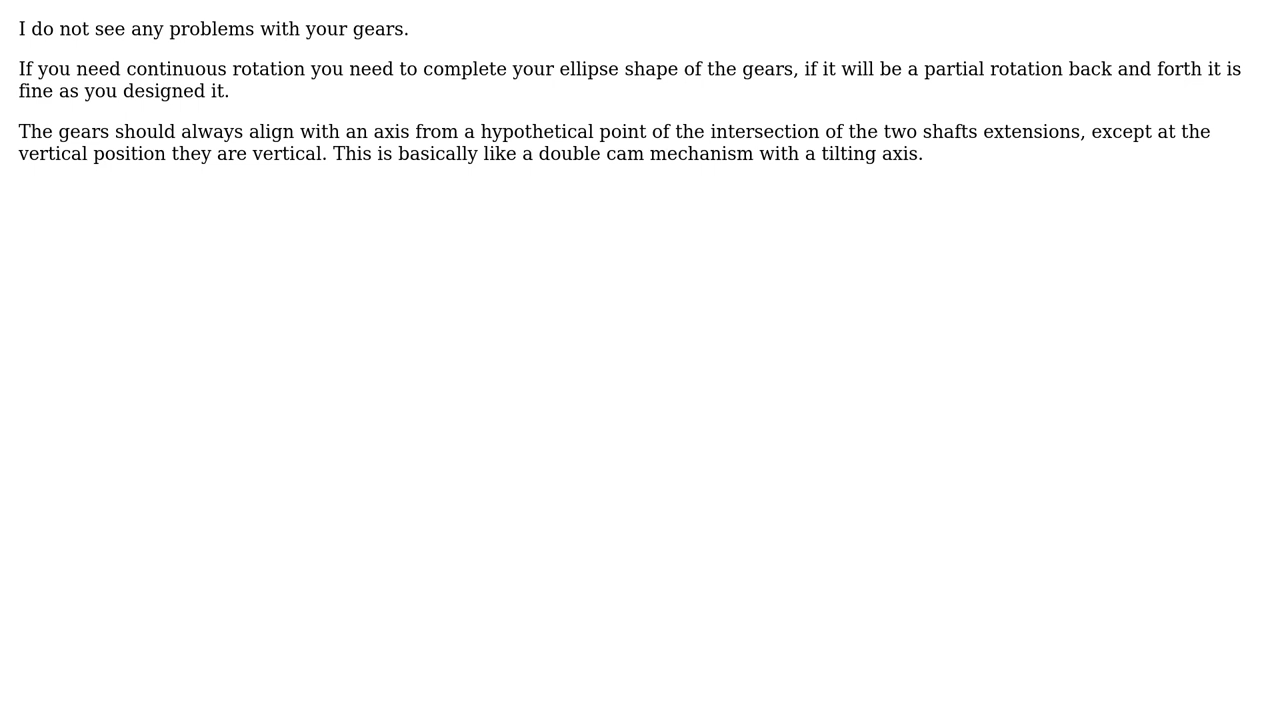 I do not see any problems with your gears.
If you need continuous rotation you need to complete your ellipse shape of the gears, if it will be a partial rotation back and forth it is
fine as you designed it.
The gears should always align with an axis from a hypothetical point of the intersection of the two shafts extensions, except at the
vertical position they are vertical. This is basically like a double cam mechanism with a tilting axis.